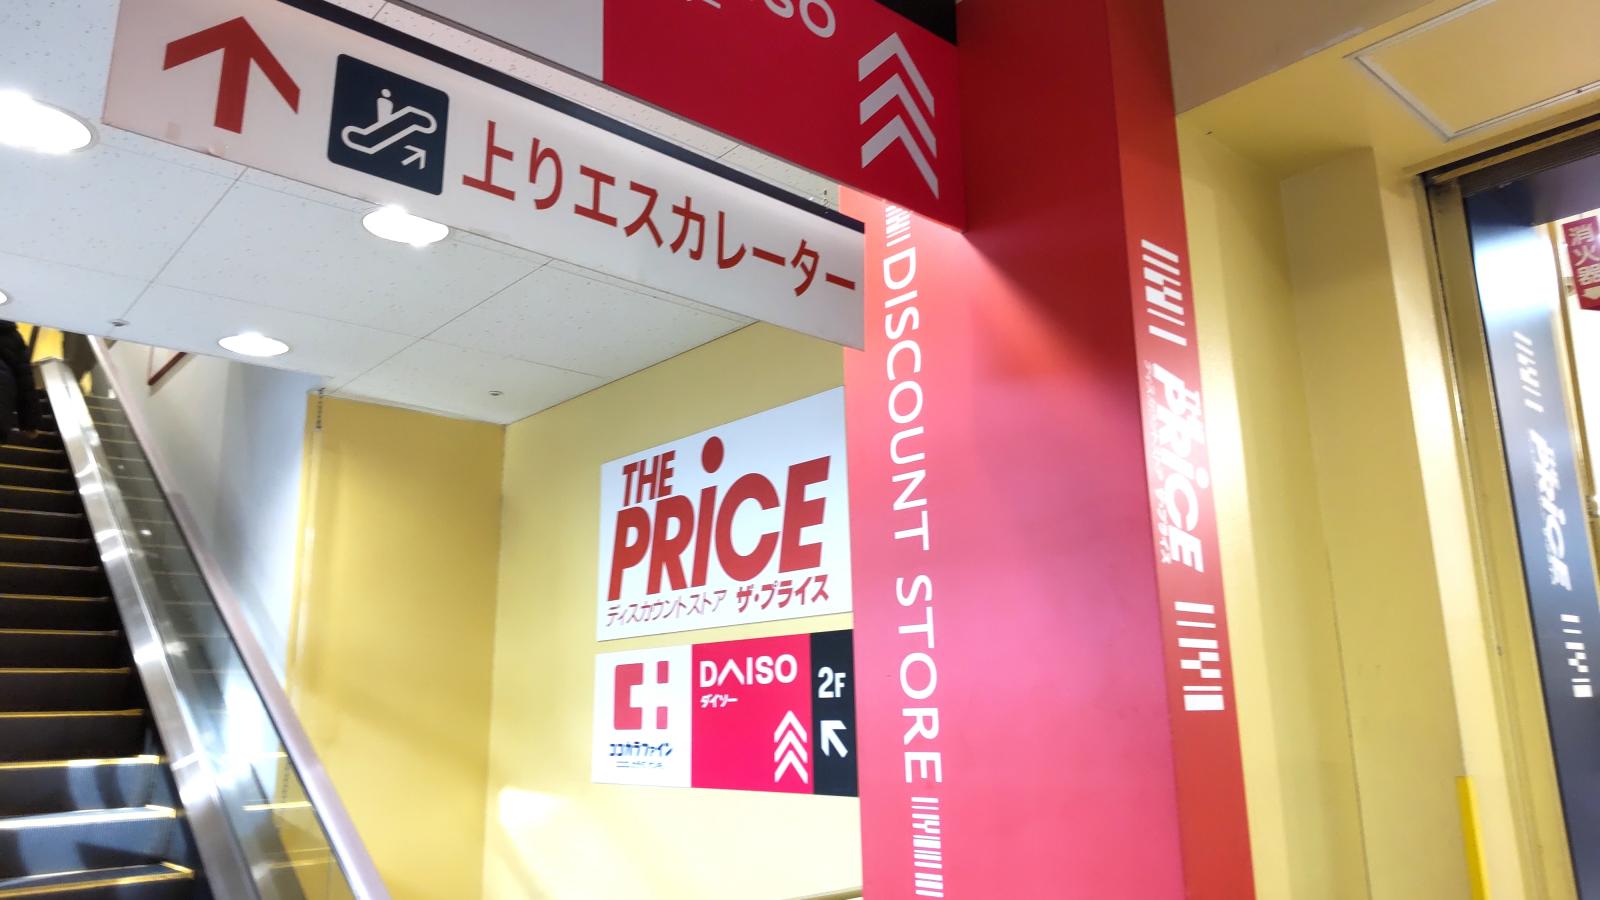 ISO
上りエスカレーター
DISCOUNT STORE
THE
PRiCE
ディスカウントストア ザ・プライス
DAISO
ダイソー
2F
ココカラファイン
THE
PRiCE
消火器